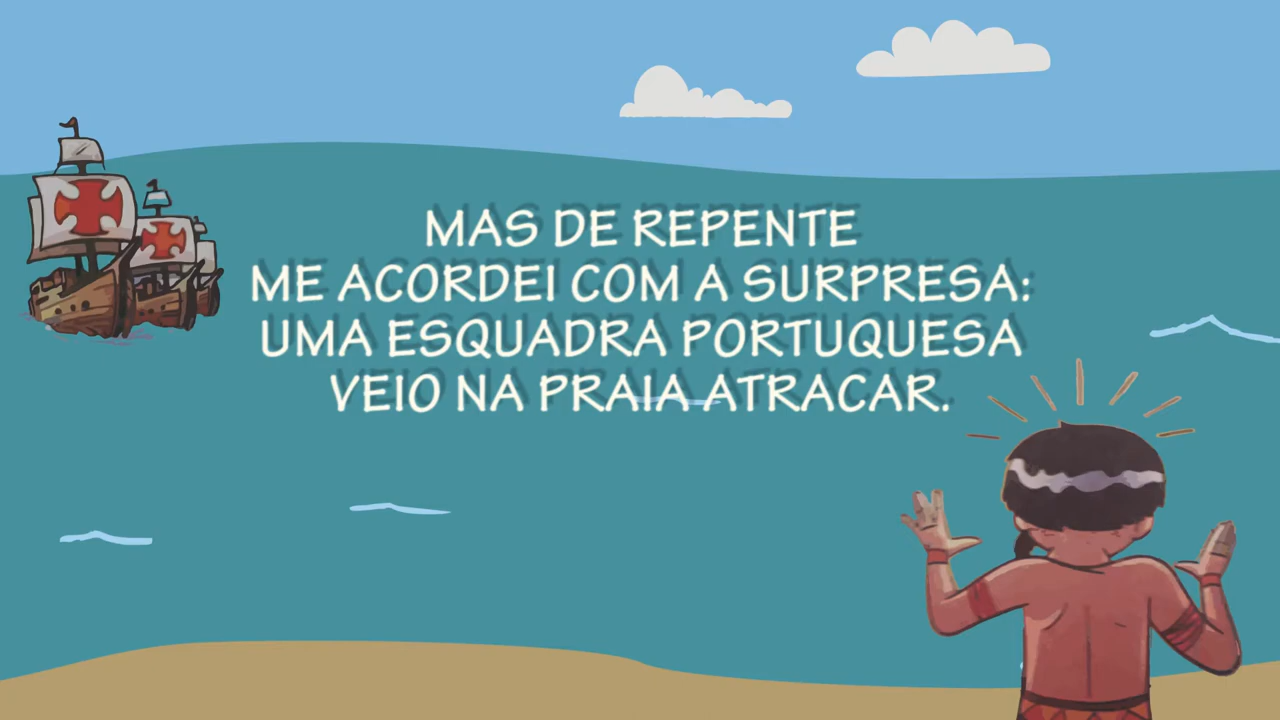 MAS DE REPENTE
ME ACORDEI COM A SURPRESA:
UMA ESQUADRA PORTUQUESA
VEIO NA PRAIA ATRACAR.